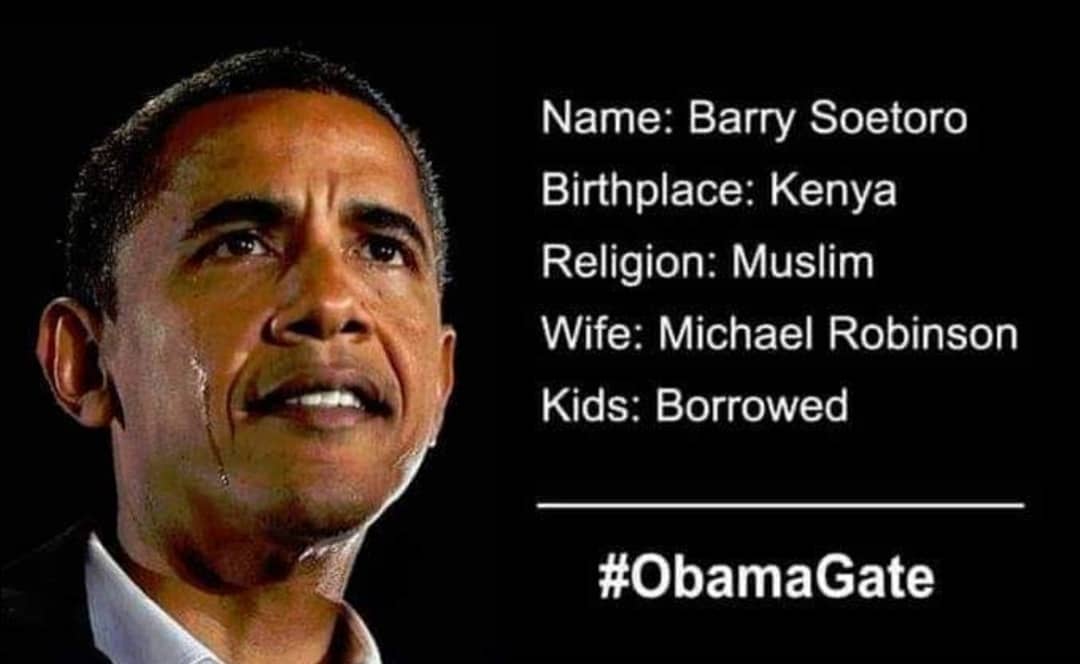 Name: Barry Soetoro
Birthplace: Kenya
Religion: Muslim
Wife: Michael Robinson
Kids: Borrowed
#ObamaGate